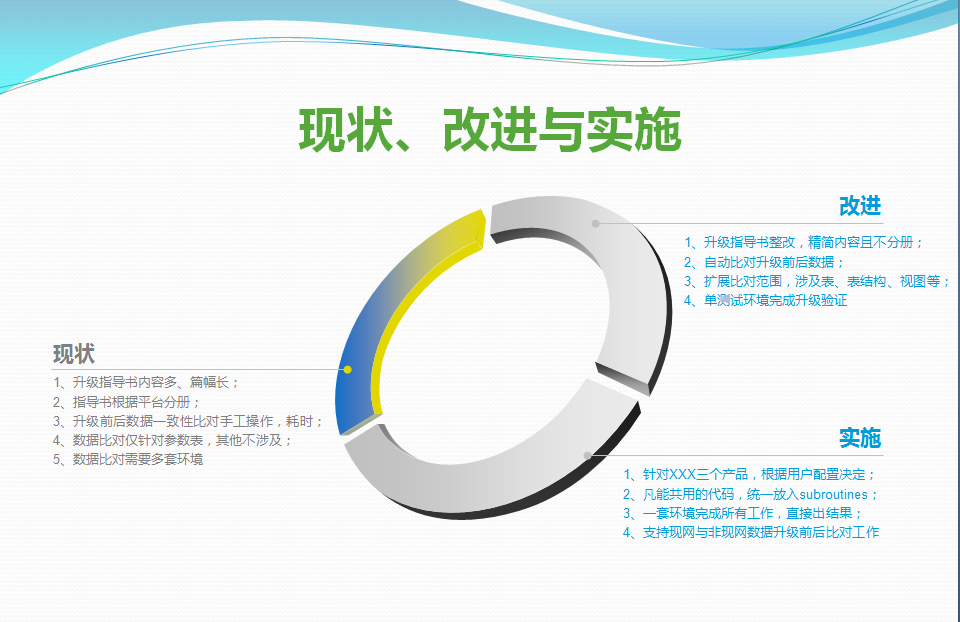 现状、改进与实施
改进
1、升级指导书整改，精简内容且不分册；
2、自动比对升级前后数据；
3、扩展比对范围，涉及表、表结构、视图等；
4、单测试环境完成升级验证
现状
1、升级指导书内容多、篇幅长；
2、指导书根据平台分册；
3、升级前后数据一致性比对手工操作，耗时；
4、数据比对仅针对参数表，其他不涉及；
5、数据比对需要多套环境
实施
1、针对XXX三个产品，根据用户配置决定；
2、凡能共用的代码，统一放入subroutines；
3、一套环境完成所有工作，直接出结果；
4、支持现网与非现网数据升级前后比对工作